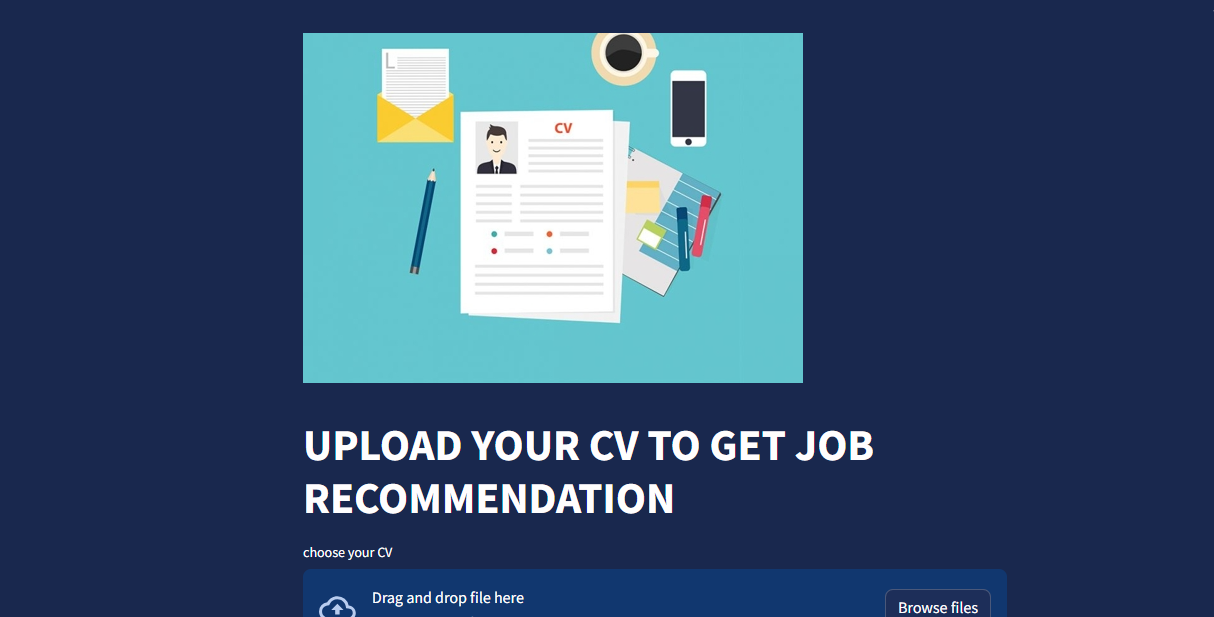 L
CV
UPLOAD YOUR CV TO GET JOB
RECOMMENDATION
choose your CV
Drag and drop file here
Browse files